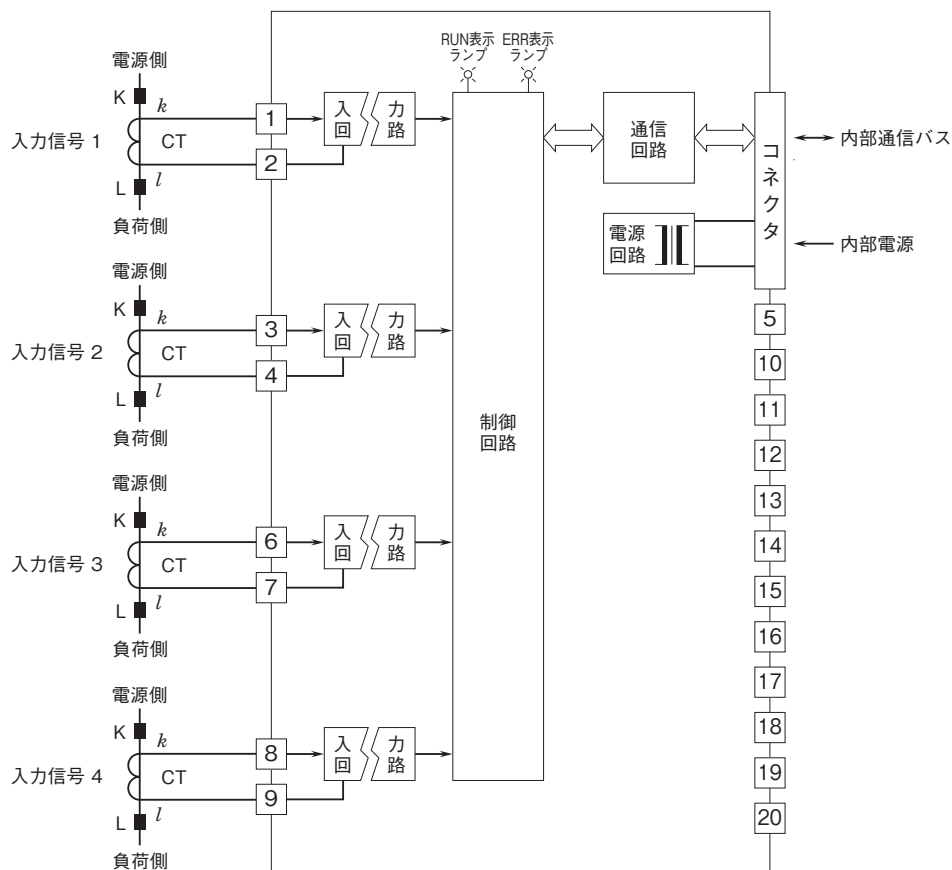 RUN表示
ランプ
ERR表示
ランプ
電源側
K
k
入力信号 1
CT
L
l
負荷側
1
2
入
回
力
路
通信
回路
コネクタ
内部通信バス
電源
回路
内部電源
電源側
K
k
入力信号 2
CT
L
l
負荷側
3
4
入
回
力
路
制御
回路
電源側
K
k
入力信号 3
CT
L
l
負荷側
6
7
入
回
力
路
電源側
K
k
入力信号 4
CT
L
l
負荷側
8
9
入
回
力
路
5
10
11
12
13
14
15
16
17
18
19
20